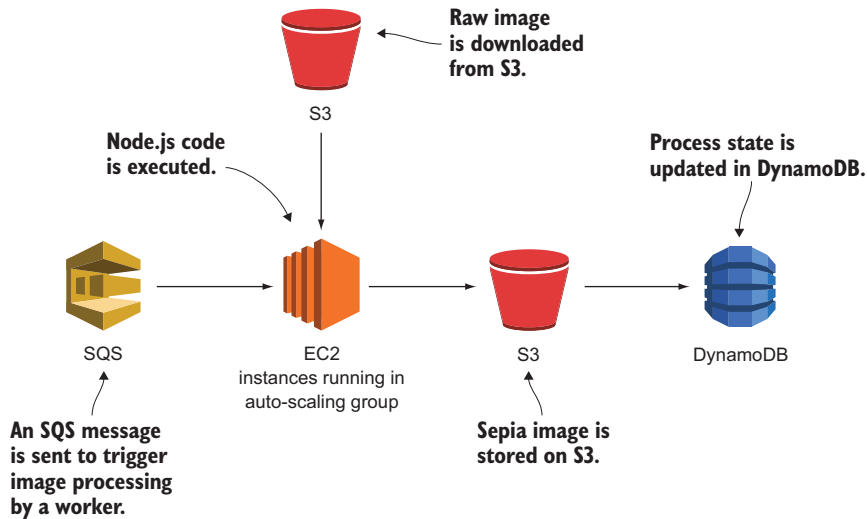 Raw image
is downloaded
from S3.
S3
Node.js code
is executed.
Process state is
updated in DynamoDB.
SQS
EC2
instances running in
auto-scaling group
S3
DynamoDB
An SQS message
is sent to trigger
image processing
by a worker.
Sepia image is
stored on S3.